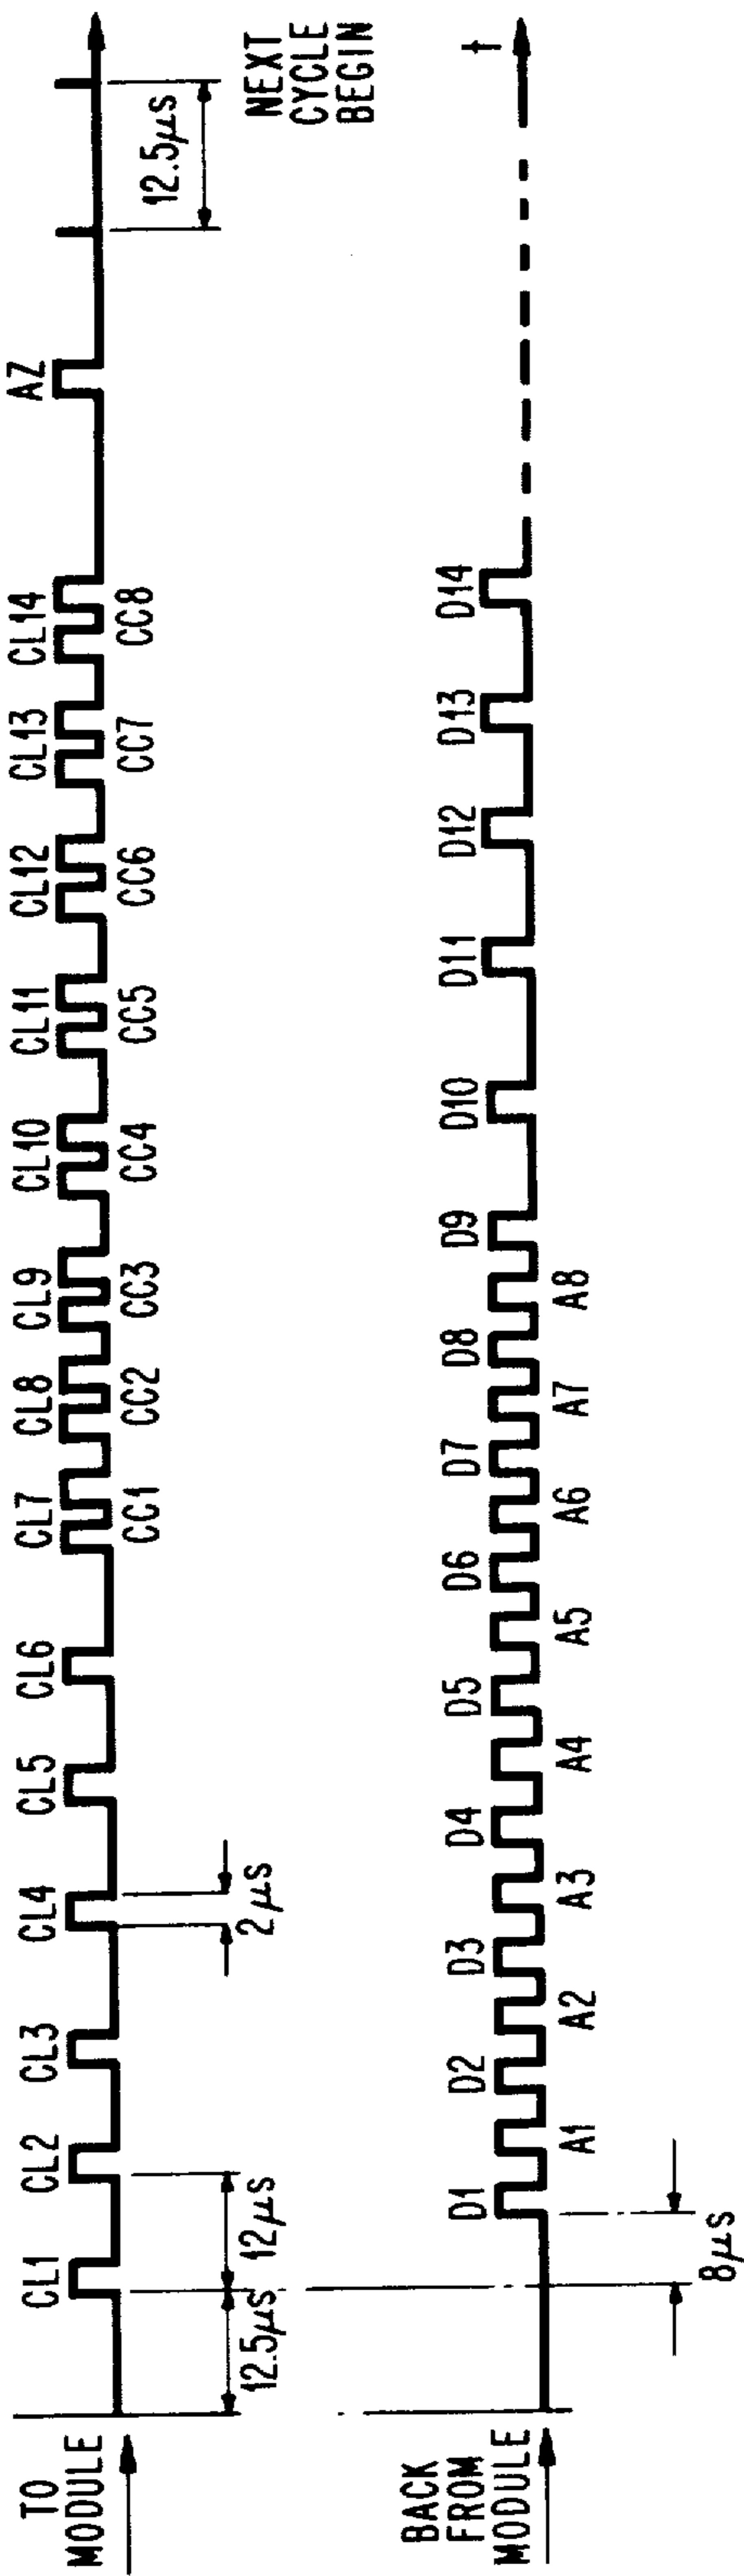 TO
MODULE
CL1
CL2
CL3
CL4
CL5
CL6
CL7
CL8
CL9
CL10
CL11
CL12
CL13
CL14
AZ
CC1
CC2
CC3
CC4
CC5
CC6
CC7
CC8
12.5μs
12μs
2μs
12.5μs
NEXT
CYCLE
BEGIN
BACK
FROM
MODULE
D1
D2
D3
D4
D5
D6
D7
D8
D9
D10
D11
D12
D13
D14
t
A1
A2
A3
A4
A5
A6
A7
A8
8μs